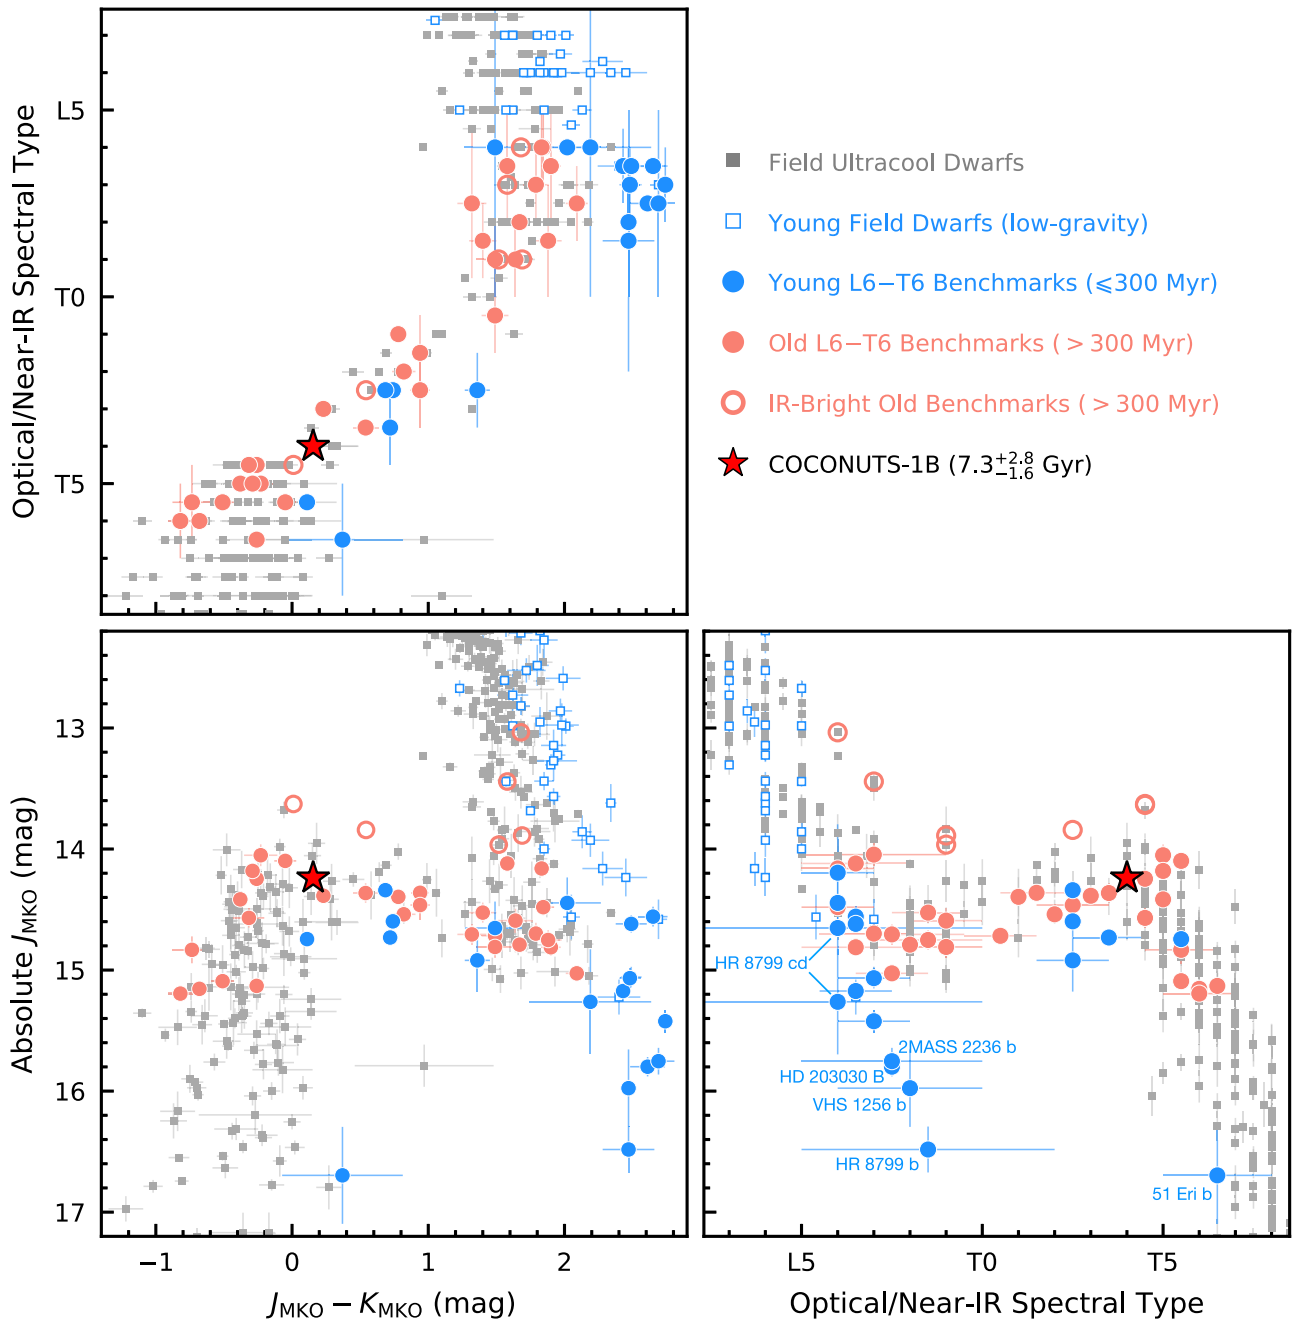 Optical/Near-IR Spectral Type
L5
T0
T5
Field Ultracool Dwarfs
Young Field Dwarfs (low-gravity)
Young L6−T6 Benchmarks (⩽300 Myr)
Old L6−T6 Benchmarks (> 300 Myr)
IR-Bright Old Benchmarks (> 300 Myr)
COCONUTS-1B (7.3+2.8−1.6 Gyr)
Absolute JMKO (mag)
13
14
15
16
17
−1 0 1 2
JMKO − KMKO (mag)
HR 8799 cd
2MASS 2236 b
HD 203030 B
VHS 1256 b
HR 8799 b
51 Eri b
L5 T0 T5
Optical/Near-IR Spectral Type